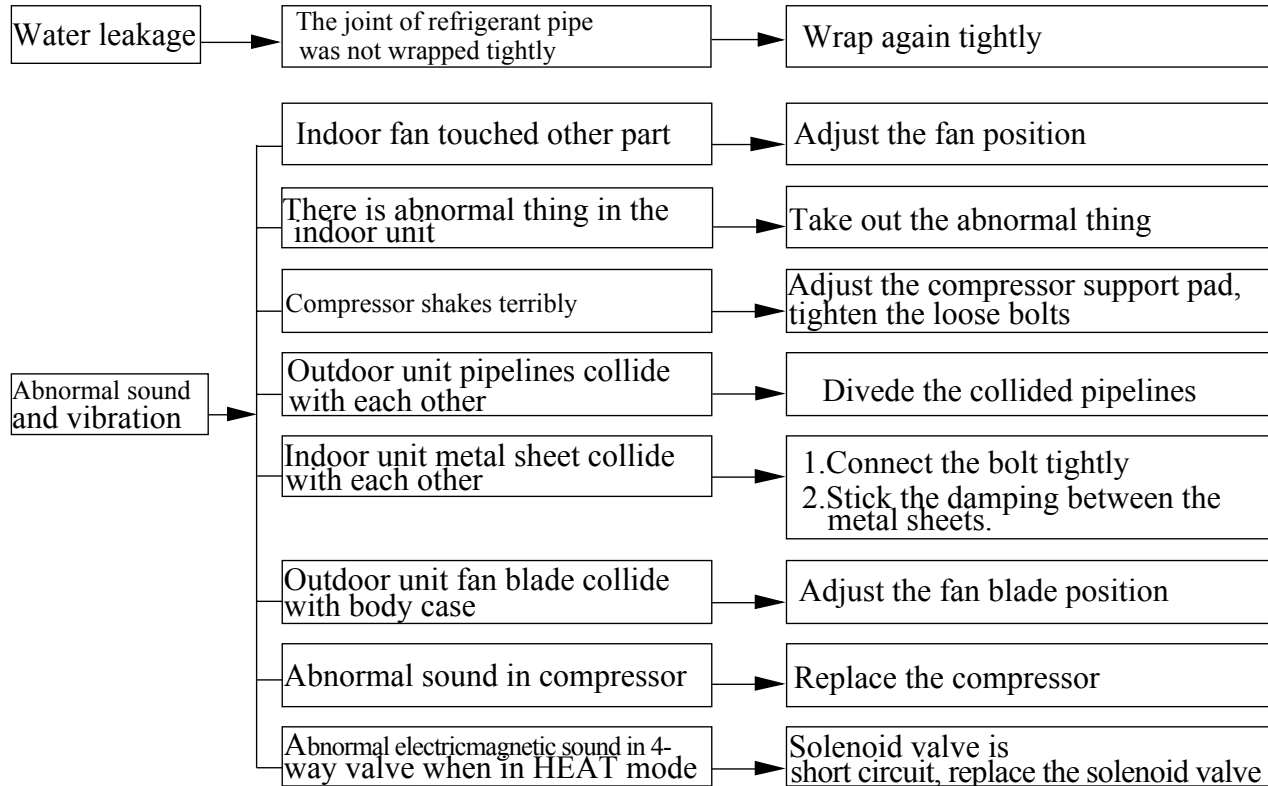 Water leakage
The joint of refrigerant pipe
was not wrapped tightly
Wrap again tightly
Abnormal sound
and vibration
Indoor fan touched other part
Adjust the fan position
There is abnormal thing in the
indoor unit
Take out the abnormal thing
Compressor shakes terribly
Adjust the compressor support pad,
tighten the loose bolts
Outdoor unit pipelines collide
with each other
Divede the collided pipelines
Indoor unit metal sheet collide
with each other
1.Connect the bolt tightly
2.Stick the damping between the
metal sheets.
Outdoor unit fan blade collide
with body case
Adjust the fan blade position
Abnormal sound in compressor
Replace the compressor
Abnormal electricmagnetic sound in 4-
way valve when in HEAT mode
Solenoid valve is
short circuit, replace the solenoid valve